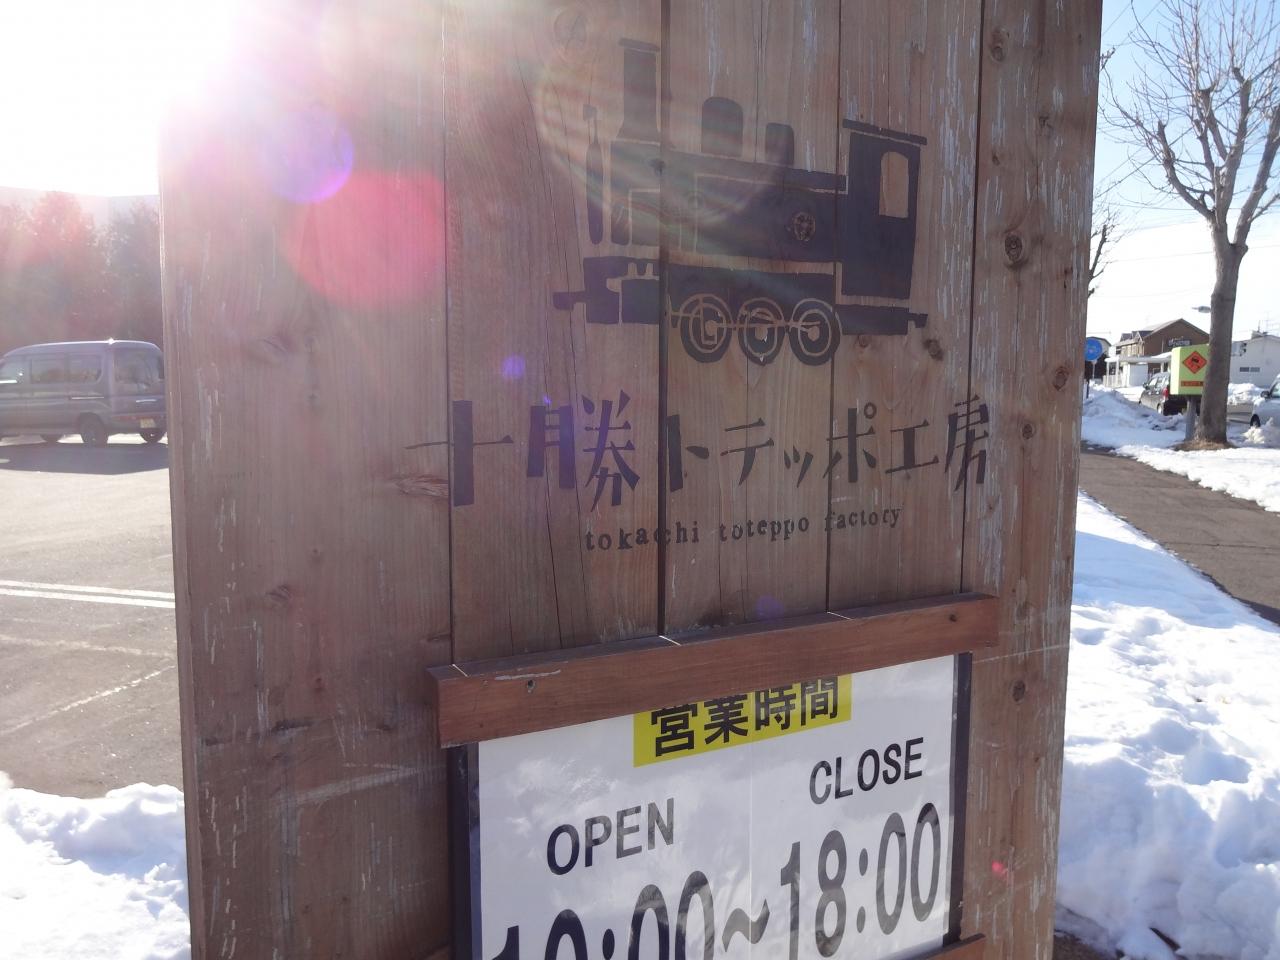 十勝トテッポ工房
tokachi toteppo factory
営業時間
OPEN
CLOSE
10:00~18:00